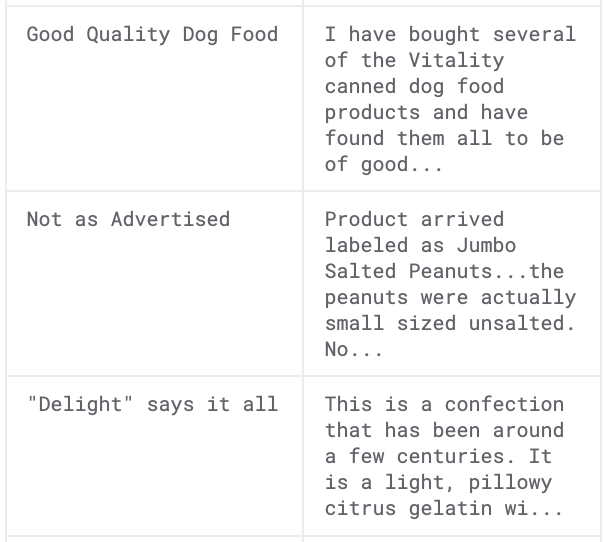 Good Quality Dog Food
I have bought several
of the Vitality
canned dog food
products and have
found them all to be
of good...
Not as Advertised
Product arrived
labeled as Jumbo
Salted Peanuts...the
peanuts were actually
small sized unsalted.
No...
"Delight" says it all
This is a confection
that has been around
a few centuries. It
is a light, pillowy
citrus gelatin wi...